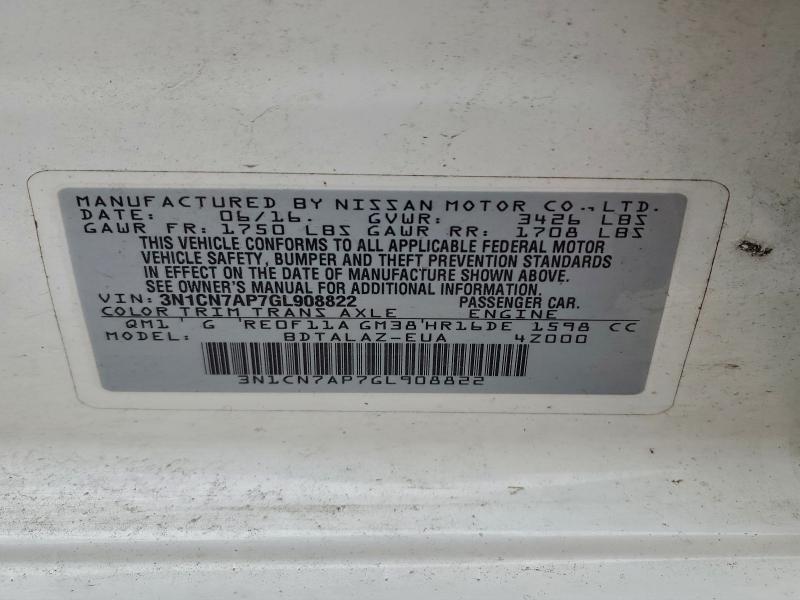 MANUFACTURED BY NISSAN MOTOR CO.,LTD.
DATE: 06/16. GVWR: 3426 LBS
GAWR FR: 1750 LBS GAWR RR: 1708 LBS
THIS VEHICLE CONFORMS TO ALL APPLICABLE FEDERAL MOTOR
VEHICLE SAFETY, BUMPER AND THEFT PREVENTION STANDARDS
IN EFFECT ON THE DATE OF MANUFACTURE SHOWN ABOVE.
SEE OWNER'S MANUAL FOR ADDITIONAL INFORMATION.
VIN: 3N1CN7AP7GL908822 PASSENGER CAR.
COLOR TRIM TRANS AXLE ENGINE
QM1 ' G 'RE0F11A GM38'HR16DE 1598 CC
MODEL: BDTALAZ-EUA 4Z000
3N1CN7AP7GL908822